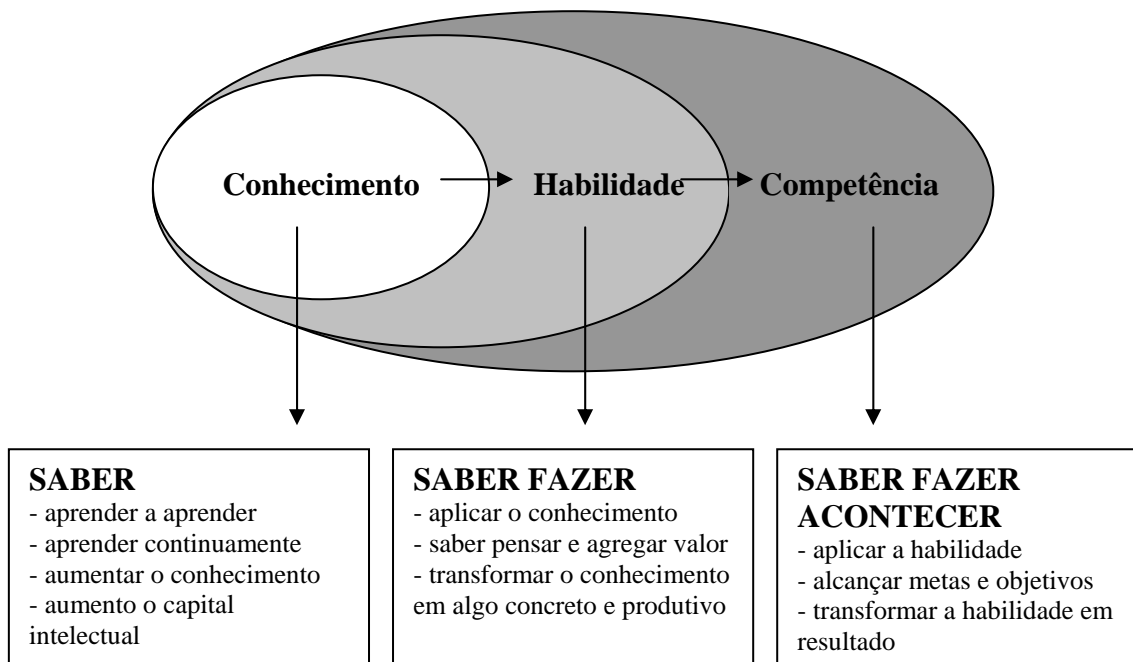 Conhecimento
Habilidade
Competência
SABER
- aprender a aprender
- aprender continuamente
- aumentar o conhecimento
- aumento o capital
intelectual
SABER FAZER
- aplicar o conhecimento
- saber pensar e agregar valor
- transformar o conhecimento
em algo concreto e produtivo
SABER FAZER
ACONTECER
- aplicar a habilidade
- alcançar metas e objetivos
- transformar a habilidade em
resultado